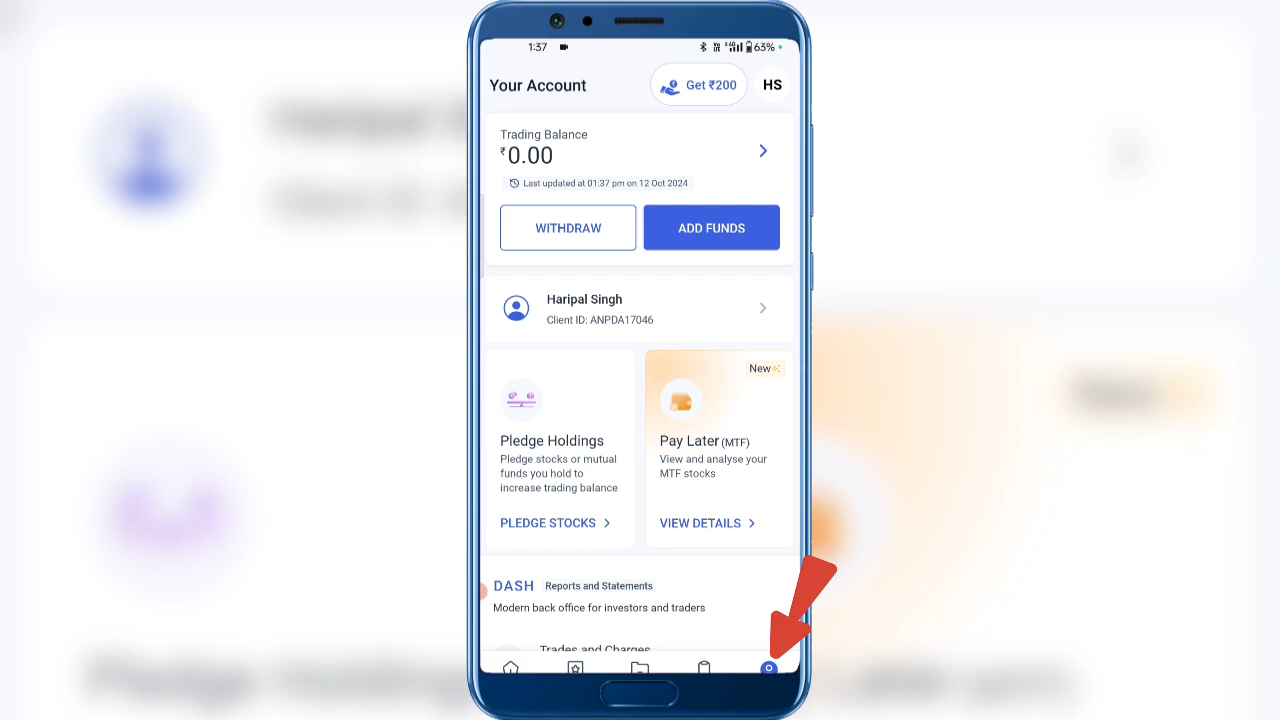 1:37
63%
Your Account
Get ₹200
HS
Trading Balance
₹0.00
Last updated at 01:37 pm on 12 Oct 2024
WITHDRAW
ADD FUNDS
Haripal Singh
Client ID: ANPDA17046
New
Pledge Holdings
Pledge stocks or mutual
funds you hold to
increase trading balance
PLEDGE STOCKS
Pay Later (MTF)
View and analyse your
MTF stocks
VIEW DETAILS
DASH Reports and Statements
Modern back office for investors and traders
Trades and Charges